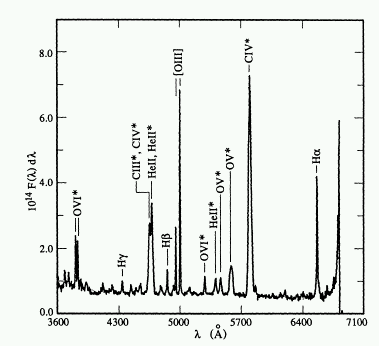 8.0
6.0
4.0
2.0
0.0
10¹⁴ F(λ) dλ
OVI*
Hγ
CIII*, CIV*
HeII, HeII*
Hβ
[OIII]
OVI*
HeII*
OV*
OV*
CIV*
Hα
3600 4300 5000 5700 6400 7100
λ (Å)